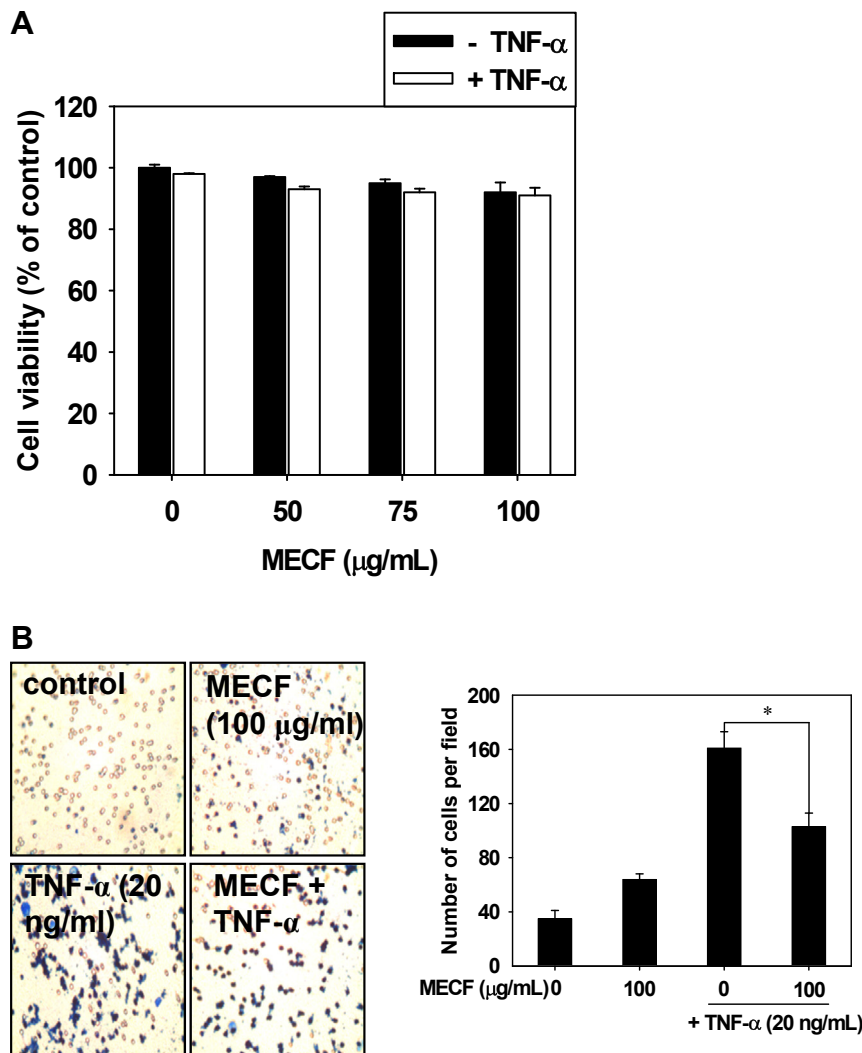 A
- TNF-α
+ TNF-α
Cell viability (% of control)
120
100
80
60
40
20
0
0 50 75 100
MECF (μg/mL)
B
control
MECF
(100 μg/ml)
TNF-α (20
ng/ml)
MECF +
TNF-α
Number of cells per field
200
160
120
80
40
0
*
MECF (μg/mL) 0 100 0 100
+ TNF-α (20 ng/mL)